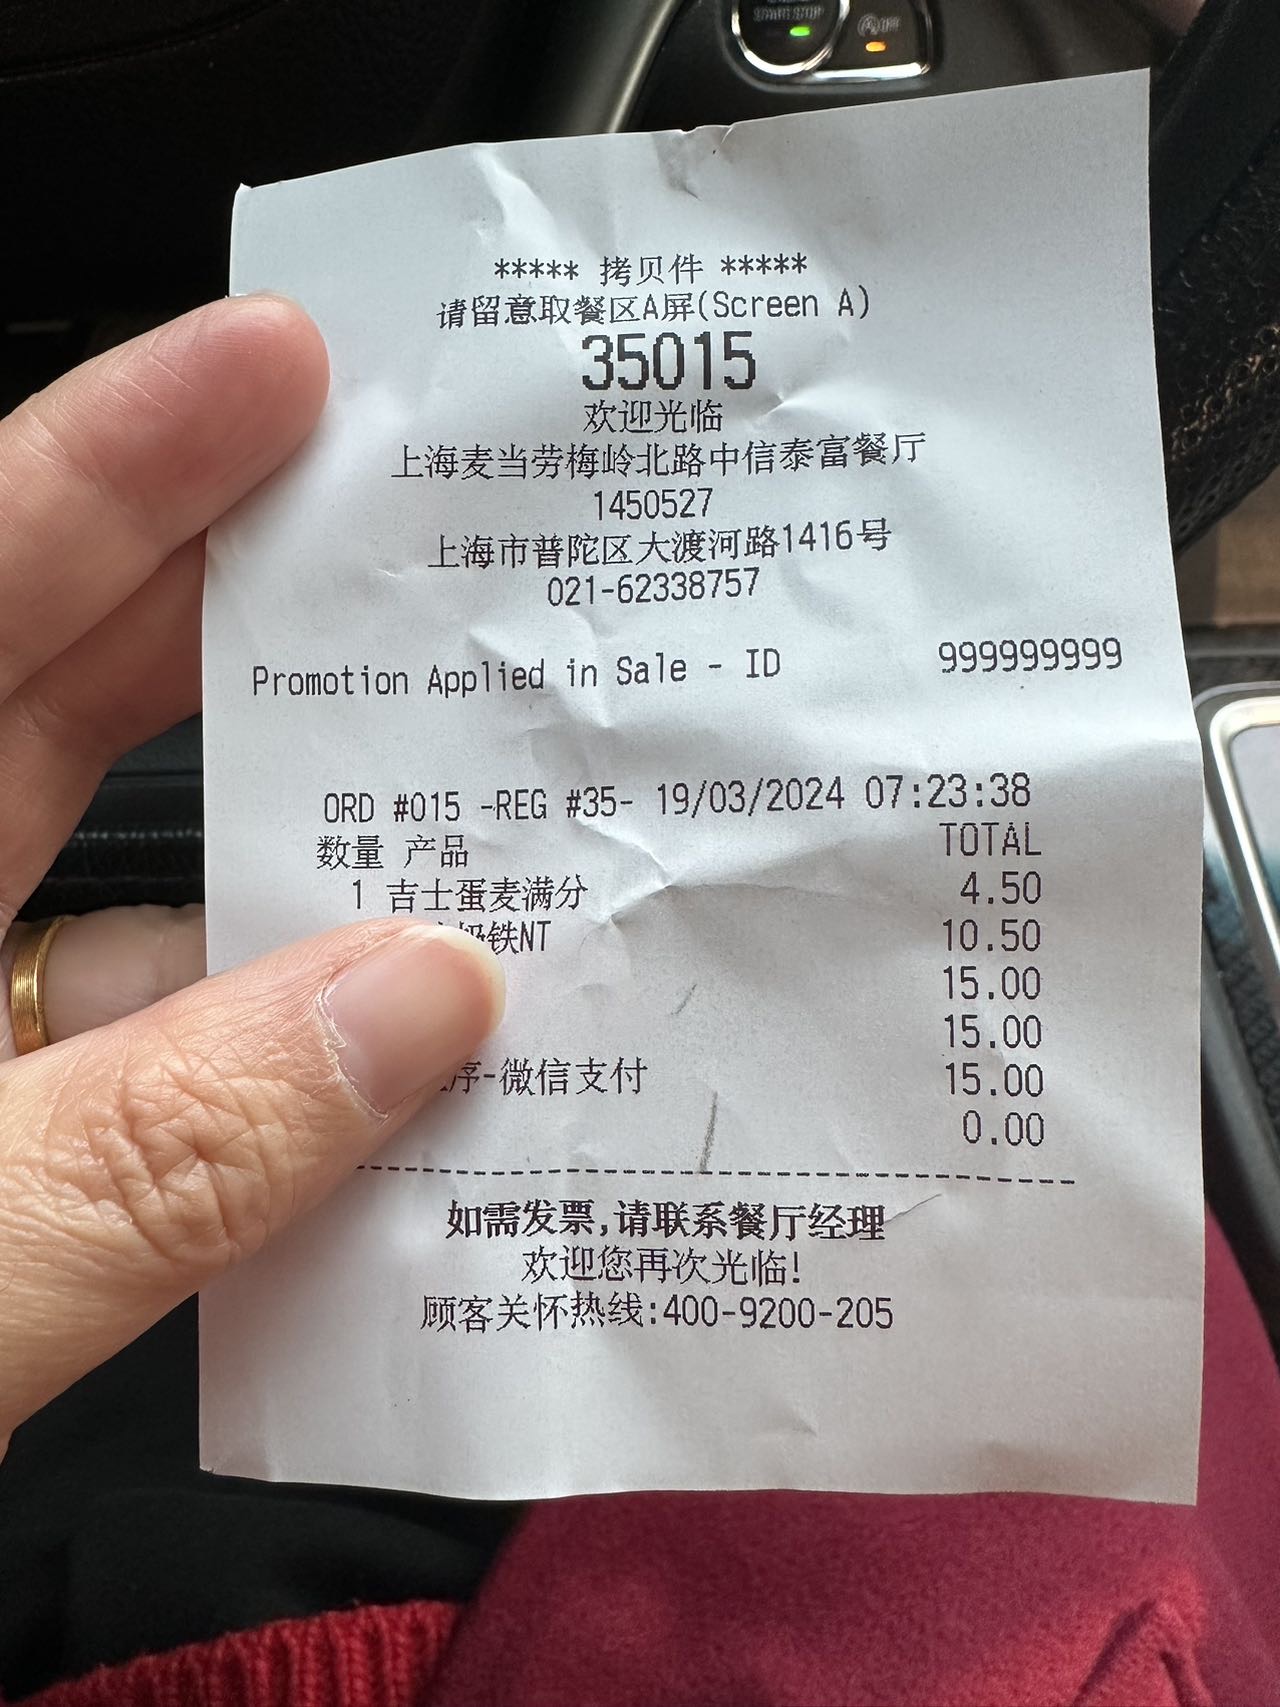 ***** 拷贝件 *****
请留意取餐区A屏(Screen A)
35015
欢迎光临
上海麦当劳梅岭北路中信泰富餐厅
1450527
上海市普陀区大渡河路1416号
021-62338757
Promotion Applied in Sale - ID 999999999
ORD #015 -REG #35- 19/03/2024 07:23:38
数量 产品 TOTAL
1 吉士蛋麦满分 4.50
铁NT 10.50
15.00
15.00
序-微信支付 15.00
0.00
如需发票,请联系餐厅经理
欢迎您再次光临!
顾客关怀热线:400-9200-205